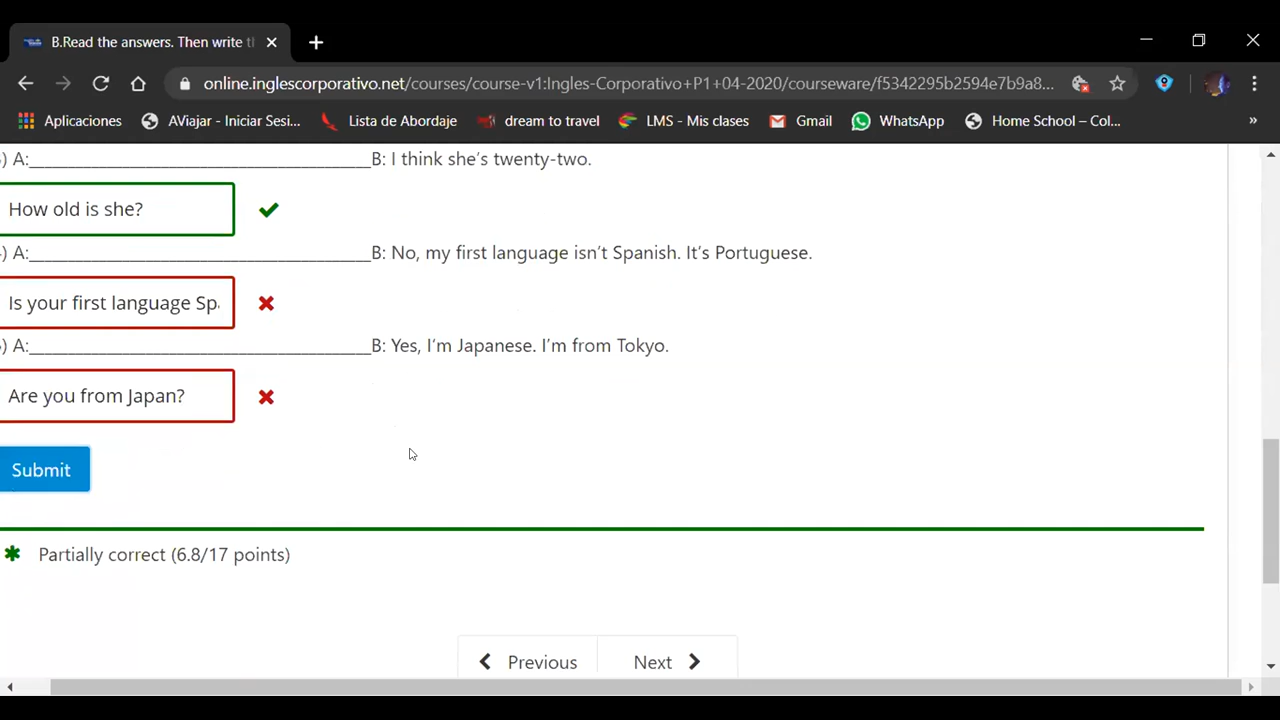 B.Read the answers. Then write t
online.inglescorporativo.net/courses/course-v1:Ingles-Corporativo+P1+04-2020/courseware/f5342295b2594e7b9a8...
Aplicaciones AViajar - Iniciar Sesi... Lista de Abordaje dream to travel LMS - Mis clases Gmail WhatsApp Home School – Col... »
) A:____________________________________B: I think she's twenty-two.
How old is she?
) A:____________________________________B: No, my first language isn't Spanish. It's Portuguese.
Is your first language Sp
) A:____________________________________B: Yes, I'm Japanese. I'm from Tokyo.
Are you from Japan?
Submit
Partially correct (6.8/17 points)
Previous Next